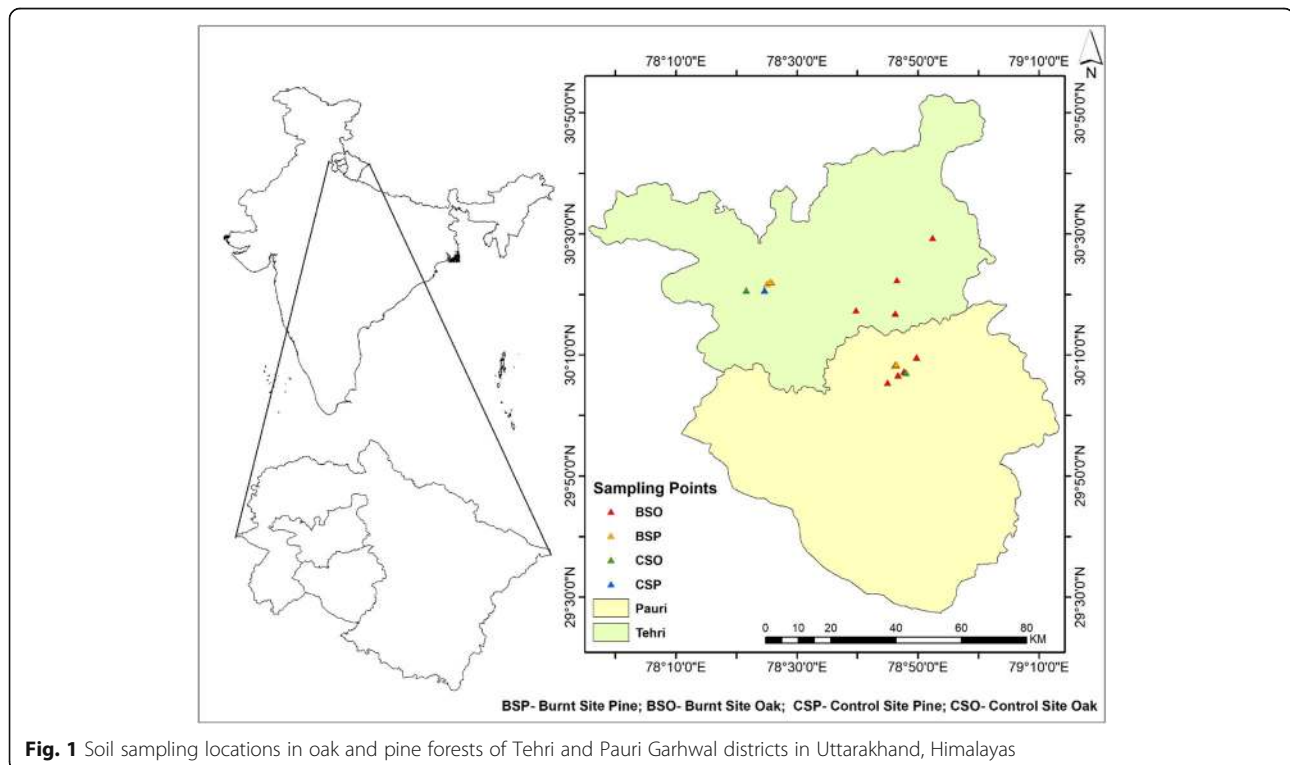 N
78°10'0"E 78°30'0"E 78°50'0"E 79°10'0"E
30°50'0"N 30°50'0"N
30°30'0"N 30°30'0"N
30°10'0"N 30°10'0"N
29°50'0"N 29°50'0"N
29°30'0"N 29°30'0"N
Sampling Points
BSO
BSP
CSO
CSP
Pauri
Tehri
0 20 40 60 80
KM
78°10'0"E 78°30'0"E 78°50'0"E 79°10'0"E
BSP- Burnt Site Pine; BSO- Burnt Site Oak; CSP- Control Site Pine; CSO- Control Site Oak
Fig. 1 Soil sampling locations in oak and pine forests of Tehri and Pauri Garhwal districts in Uttarakhand, Himalayas